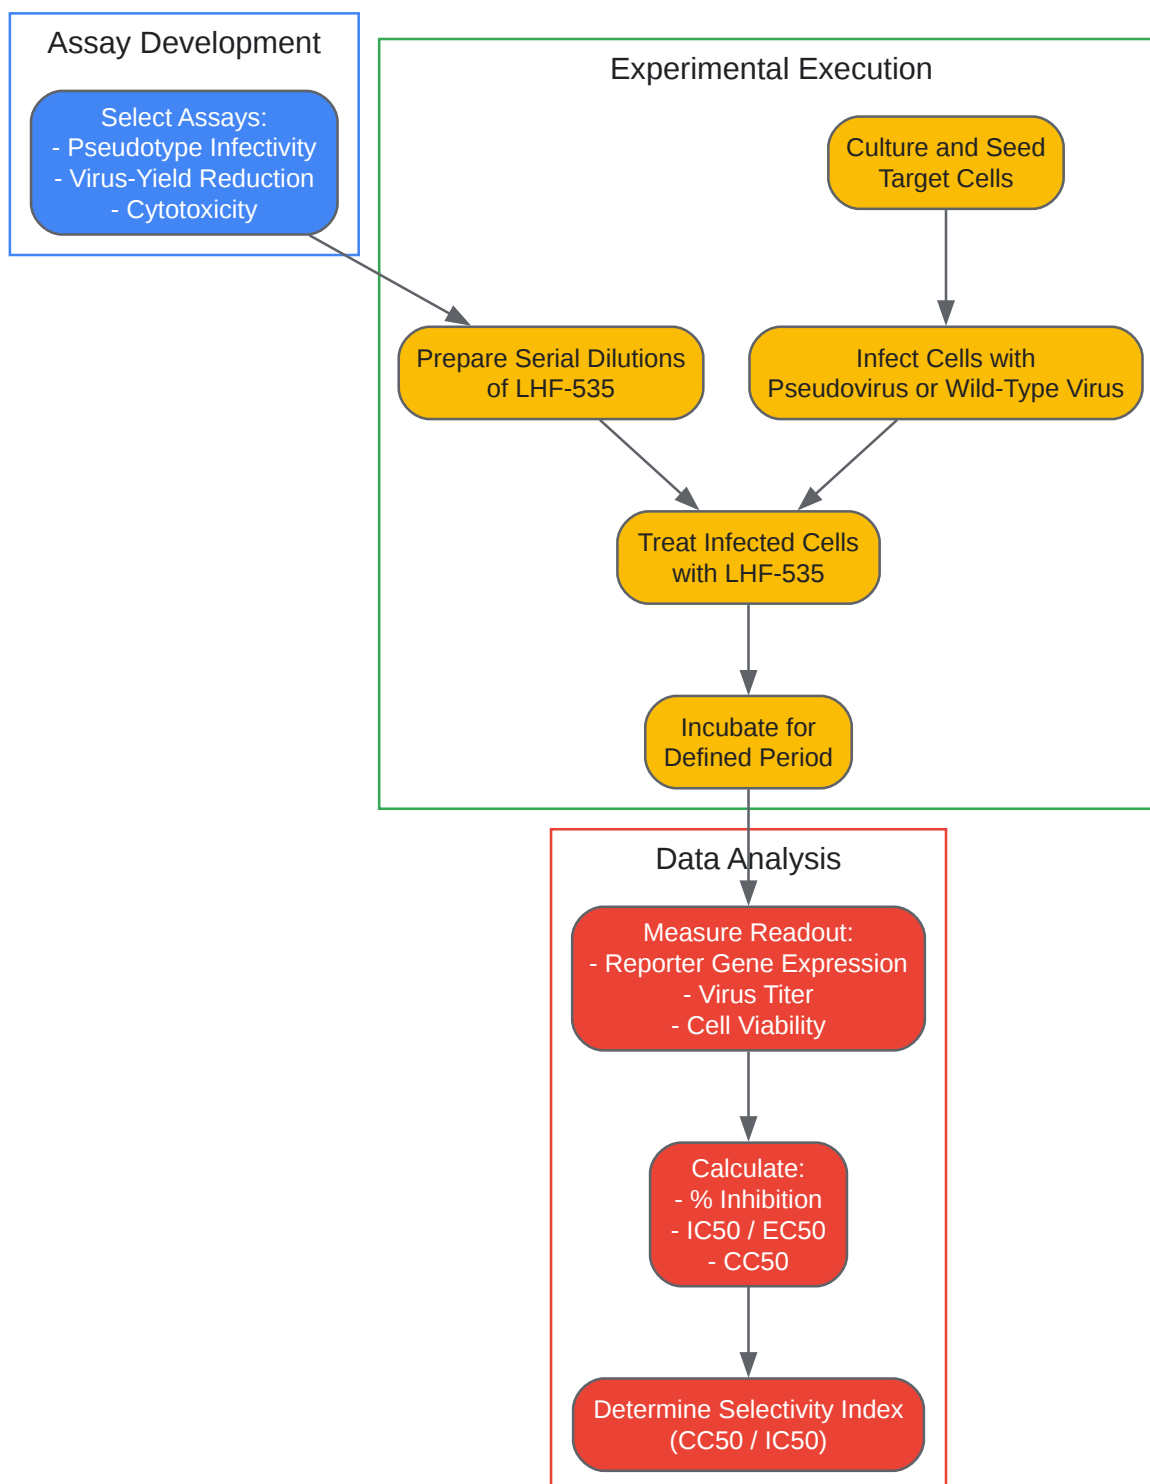 Assay Development
Select Assays:
- Pseudotype Infectivity
- Virus-Yield Reduction
- Cytotoxicity
Experimental Execution
Culture and Seed
Target Cells
Prepare Serial Dilutions
of LHF-535
Infect Cells with
Pseudovirus or Wild-Type Virus
Treat Infected Cells
with LHF-535
Incubate for
Defined Period
Data Analysis
Measure Readout:
- Reporter Gene Expression
- Virus Titer
- Cell Viability
Calculate:
- % Inhibition
- IC50 / EC50
- CC50
Determine Selectivity Index
(CC50 / IC50)